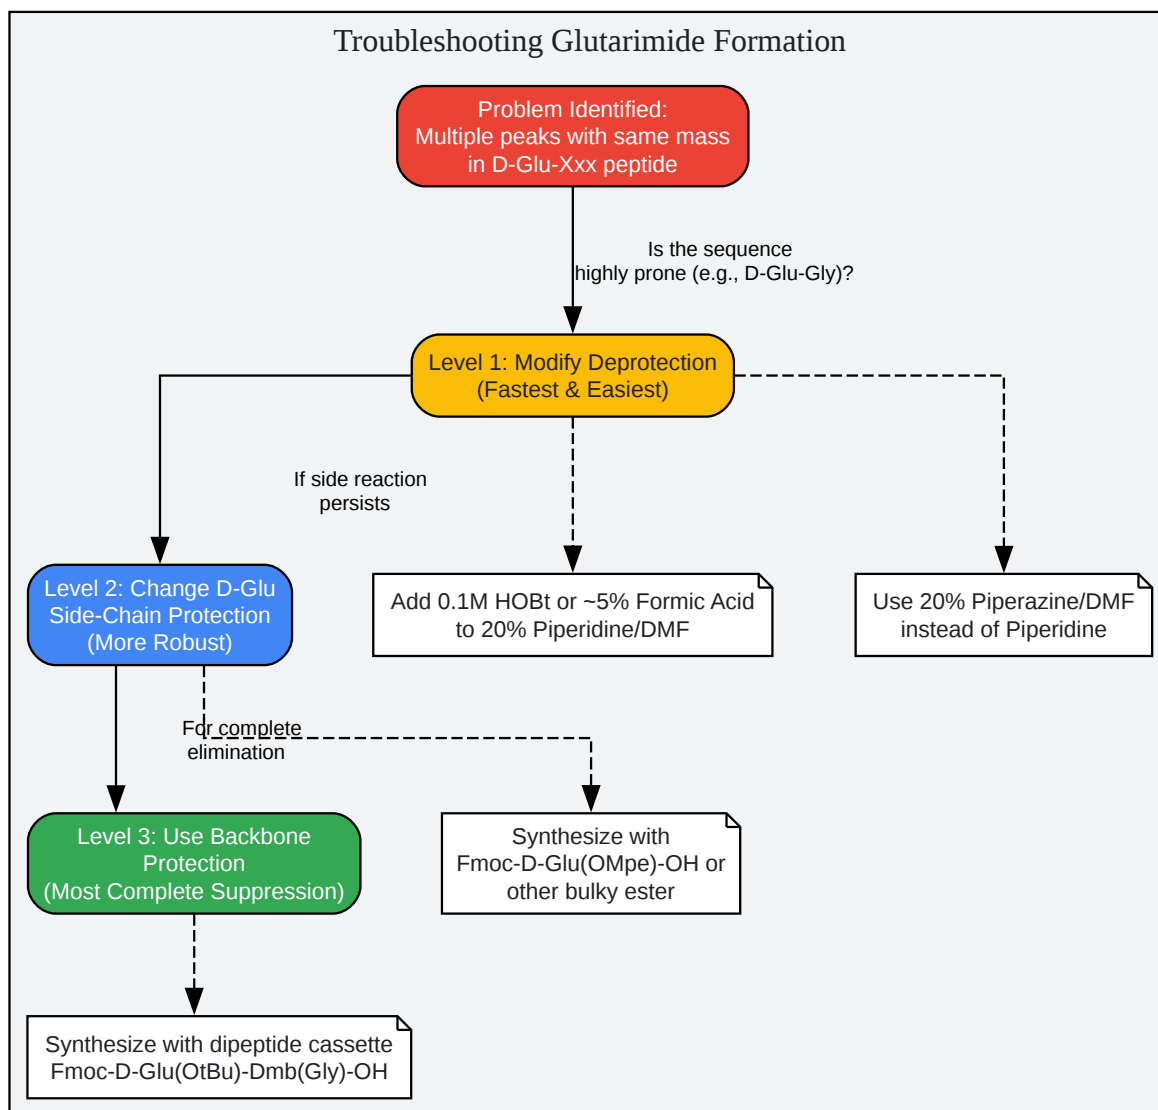 Troubleshooting Glutarimide Formation
Problem Identified:
Multiple peaks with same mass
in D-Glu-Xxx peptide
Is the sequence
highly prone (e.g., D-Glu-Gly)?
Level 1: Modify Deprotection
(Fastest & Easiest)
If side reaction
persists
Level 2: Change D-Glu
Side-Chain Protection
(More Robust)
Add 0.1M HOBt or ~5% Formic Acid
to 20% Piperidine/DMF
Use 20% Piperazine/DMF
instead of Piperidine
For complete
elimination
Level 3: Use Backbone
Protection
(Most Complete Suppression)
Synthesize with
Fmoc-D-Glu(OMpe)-OH or
other bulky ester
Synthesize with dipeptide cassette
Fmoc-D-Glu(OtBu)-Dmb(Gly)-OH